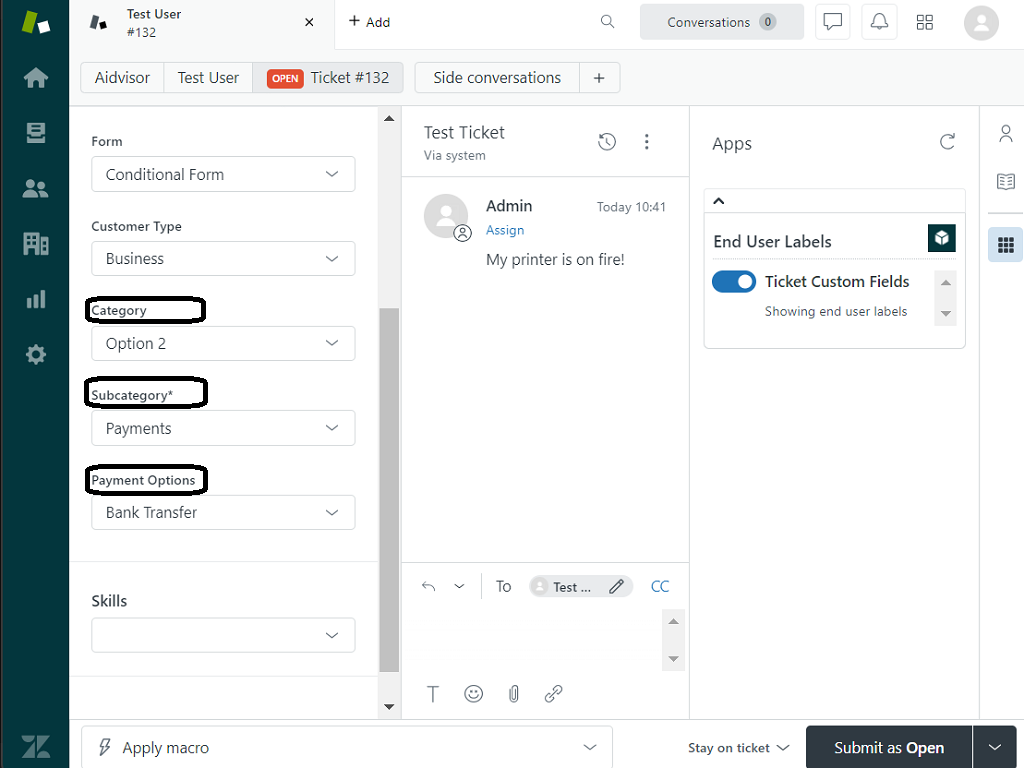 Test User
#132
+ Add
Conversations 0
Aidvisor
Test User
OPEN Ticket #132
Side conversations
+
Form
Conditional Form
Customer Type
Business
Category
Option 2
Subcategory*
Payments
Payment Options
Bank Transfer
Skills
Test Ticket
Via system
Admin
Today 10:41
Assign
My printer is on fire!
To
Test ...
CC
T
Apps
End User Labels
Ticket Custom Fields
Showing end user labels
Apply macro
Stay on ticket
Submit as Open